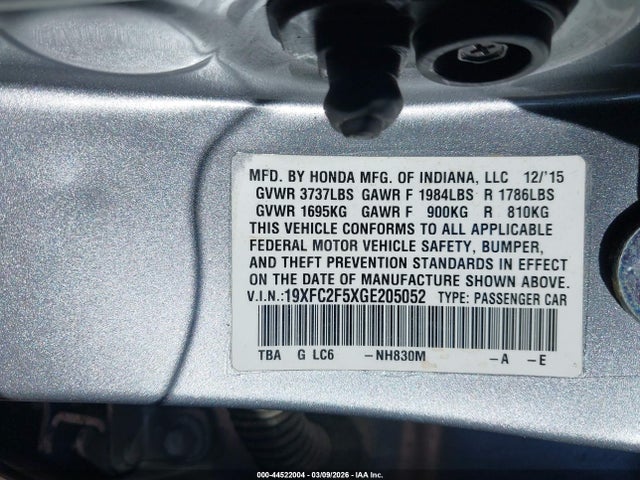 MFD. BY HONDA MFG. OF INDIANA, LLC 12/'15
GVWR 3737LBS GAWR F 1984LBS R 1786LBS
GVWR 1695KG GAWR F 900KG R 810KG
THIS VEHICLE CONFORMS TO ALL APPLICABLE
FEDERAL MOTOR VEHICLE SAFETY, BUMPER,
AND THEFT PREVENTION STANDARDS IN EFFECT
ON THE DATE OF MANUFACTURE SHOWN ABOVE.
V.I.N.:19XFC2F5XGE205052 TYPE: PASSENGER CAR
TBA G LC6 -NH830M -A -E
000-44522004 | 03/09/2026 - IAA Inc.